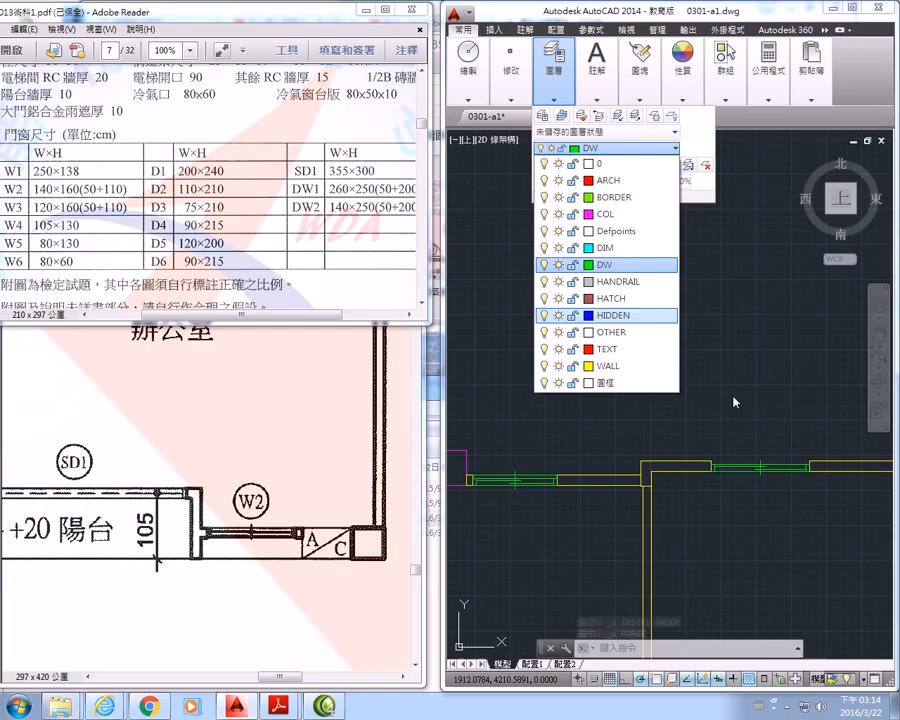 013術科1.pdf (已保全) - Adobe Reader
編輯(E) 檢視(V) 視窗(W) 說明(H)
開啟 7 / 32 100% 工具 填寫和簽署 注釋
電梯間 RC 牆厚 20 電梯開口 90 其餘 RC 牆厚 15 1/2B 磚牆
陽台牆厚 10 冷氣口 80x60 冷氣窗台版 80x50x10
大門鋁合金雨遮厚 10
門窗尺寸 (單位:cm)
W×H W×H W×H
W1 250×138 D1 200×240 SD1 355×300
W2 140×160(50+110) D2 110×210 DW1 260×250(50+200
W3 120×160(50+110) D3 75×210 DW2 140×250(50+200
W4 105×130 D4 90×215
W5 80×130 D5 120×200
W6 80×60 D6 90×215
WDA
附圖為檢定試題，其中各圖須自行標註正確之比例。
210 x 297 公厘
辦公室
SD1
W2
+20 陽台
105
A
C
297 x 420 公厘
Autodesk AutoCAD 2014 - 教育版 0301-a1.dwg
常用 插入 註解 配置 參數式 檢視 管理 輸出 外掛程式 Autodesk 360
繪製 修改 圖層 註解 圖塊 性質 群組 公用程式 剪貼簿
0301-a1*
未儲存的圖層狀態
[−][上][2D 線架構]
DW
0
ARCH
BORDER
COL
Defpoints
DIM
DW
HANDRAIL
HATCH
HIDDEN
OTHER
TEXT
WALL
圖框
0%
北
西 上 東
南
WCS
Y
X
指令: _u INSERT GROUP
指令: _u PURGE
鍵入指令
模型 配置1 配置2
1912.0784, 4210.5891, 0.0000
下午 03:14
2016/3/22